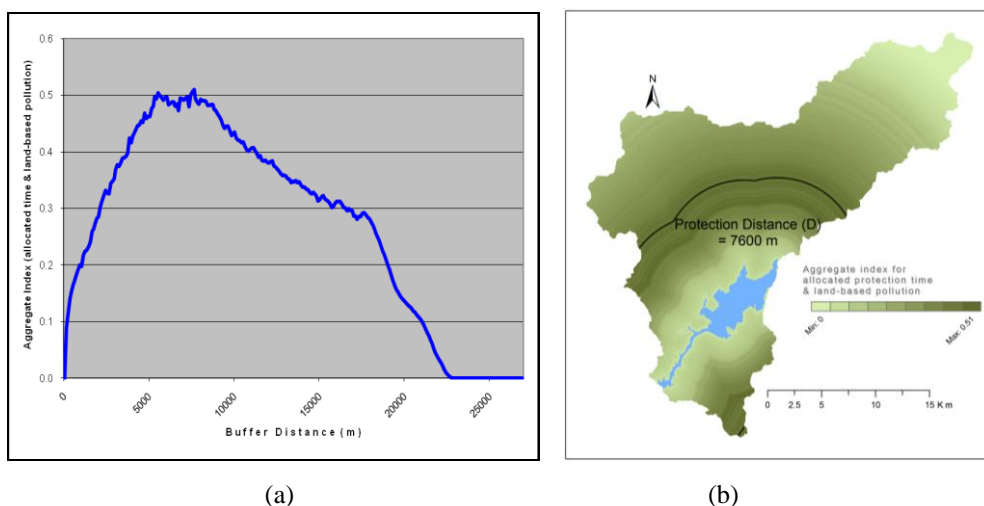 Aggregate Index (allocated time & land-based pollution)
0.6
0.5
0.4
0.3
0.2
0.1
0.0
0
5000
10000
15000
20000
25000
Buffer Distance (m)
(a)
N
Protection Distance (D)
= 7600 m
Aggregate index for
allocated protection time
& land-based pollution
Min: 0
Max: 0.51
0 2.5 5 10 15 Km
(b)